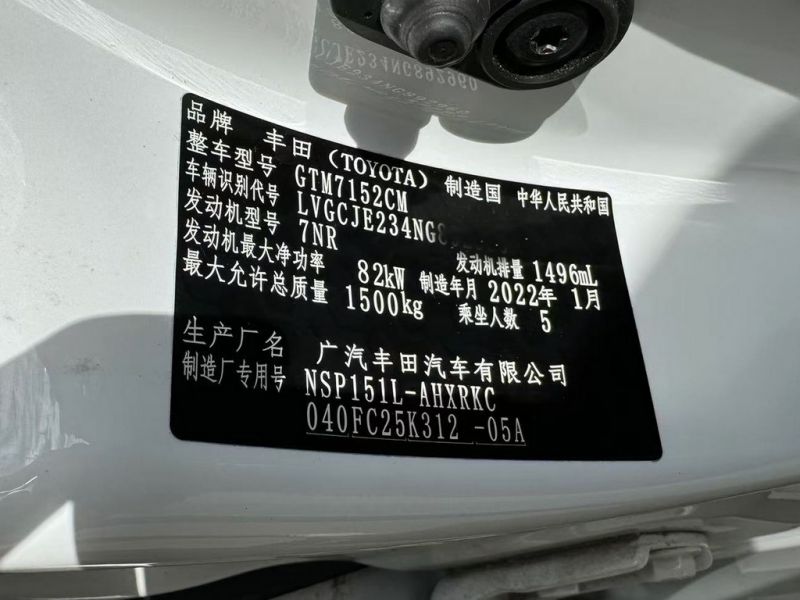 CJE234NG892960
品牌 丰田（TOYOTA） 制造国 中华人民共和国
整车型号 GTM7152CM
车辆识别代号 LVGCJE234NG
发动机型号 7NR 发动机排量 1496mL
发动机最大净功率 82kW 制造年月 2022年 1月
最大允许总质量 1500kg 乘坐人数 5
生产厂名 广汽丰田汽车有限公司
制造厂专用号 NSP151L-AHXRKC
040FC25K312 -05A